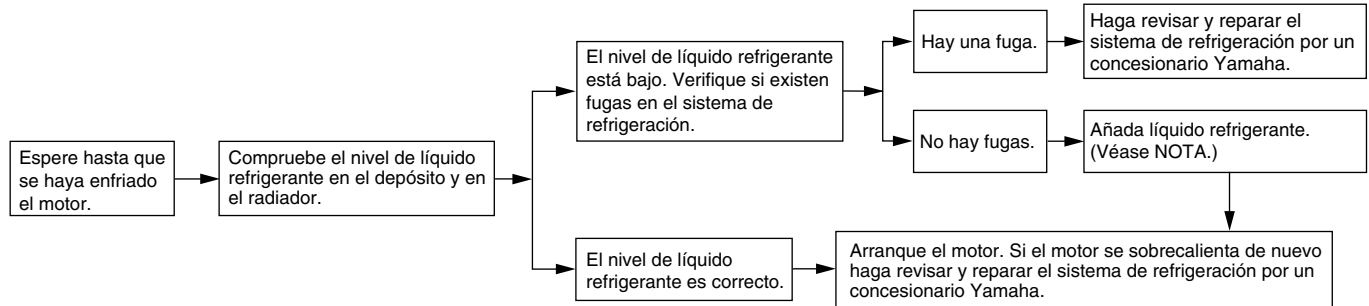 Espere hasta que
se haya enfriado
el motor.
Compruebe el nivel de líquido
refrigerante en el depósito y en
el radiador.
El nivel de líquido refrigerante
está bajo. Verifique si existen
fugas en el sistema de
refrigeración.
Hay una fuga.
Haga revisar y reparar el
sistema de refrigeración por un
concesionario Yamaha.
No hay fugas.
Añada líquido refrigerante.
(Véase NOTA.)
El nivel de líquido
refrigerante es correcto.
Arranque el motor. Si el motor se sobrecalienta de nuevo
haga revisar y reparar el sistema de refrigeración por un
concesionario Yamaha.